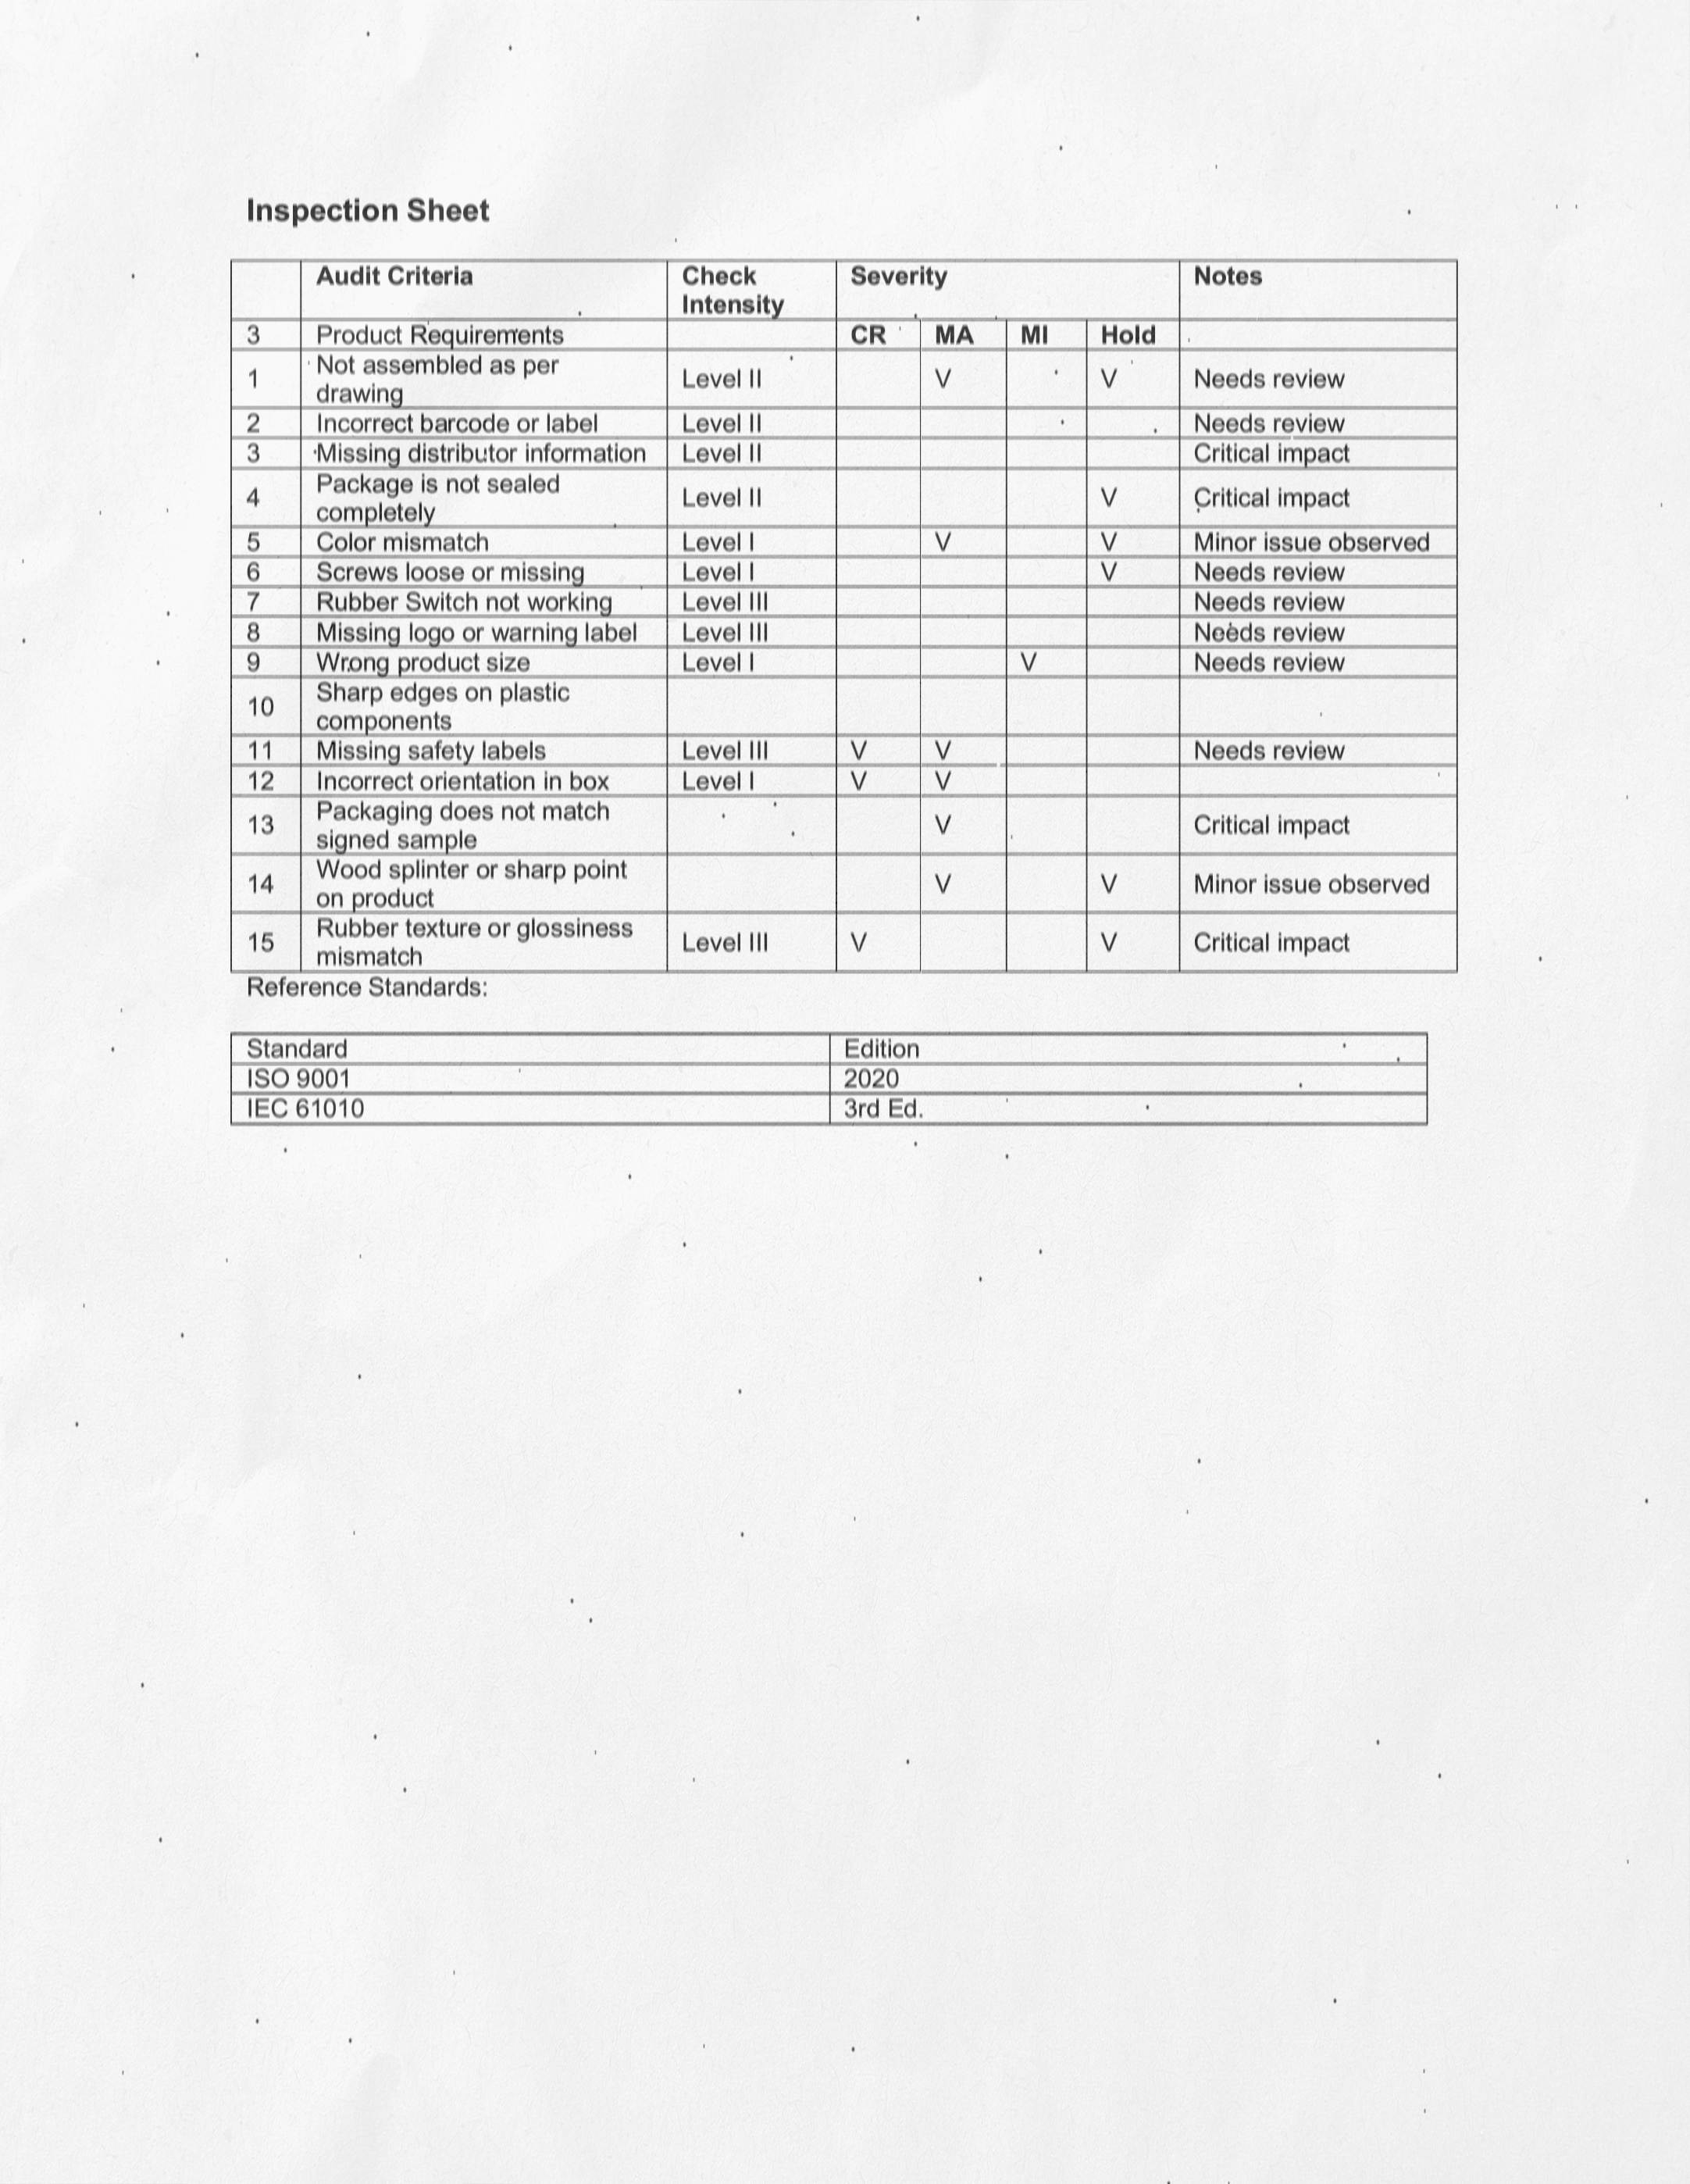 Inspection Sheet
Audit Criteria Check Intensity Severity Notes
3 Product Requirements CR MA MI Hold
1 Not assembled as per drawing Level II V V Needs review
2 Incorrect barcode or label Level II Needs review
3 Missing distributor information Level II Critical impact
4 Package is not sealed completely Level II V Critical impact
5 Color mismatch Level I V V Minor issue observed
6 Screws loose or missing Level I V Needs review
7 Rubber Switch not working Level III Needs review
8 Missing logo or warning label Level III Needs review
9 Wrong product size Level I V Needs review
10 Sharp edges on plastic components
11 Missing safety labels Level III V V Needs review
12 Incorrect orientation in box Level I V V
13 Packaging does not match signed sample V Critical impact
14 Wood splinter or sharp point on product V V Minor issue observed
15 Rubber texture or glossiness mismatch Level III V V Critical impact
Reference Standards:
Standard Edition
ISO 9001 2020
IEC 61010 3rd Ed.